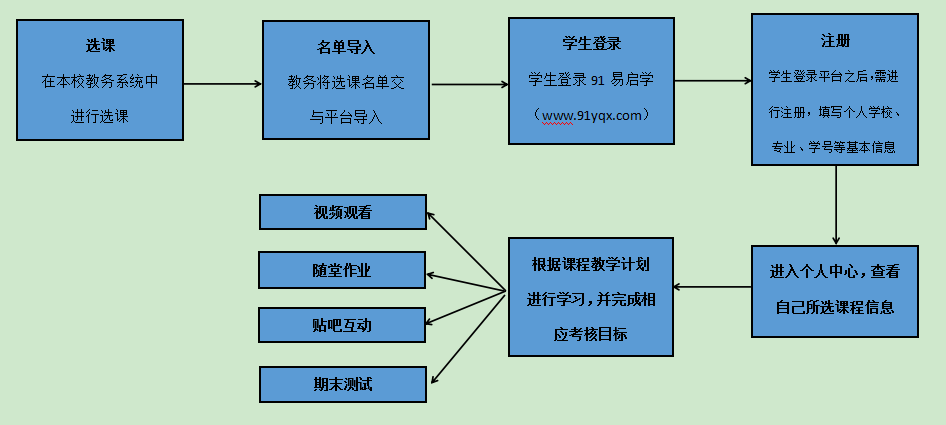 选课
在本校教务系统中
进行选课
名单导入
教务将选课名单交
与平台导入
学生登录
学生登录 91 易启学
（www.91yqx.com）
注册
学生登陆平台之后，需进
行注册，填写个人学校、
专业、学号等基本信息
进入个人中心，查看
自己所选课程信息
根据课程教学计划
进行学习，并完成相
应考核目标
视频观看
随堂作业
贴吧互动
期末测试